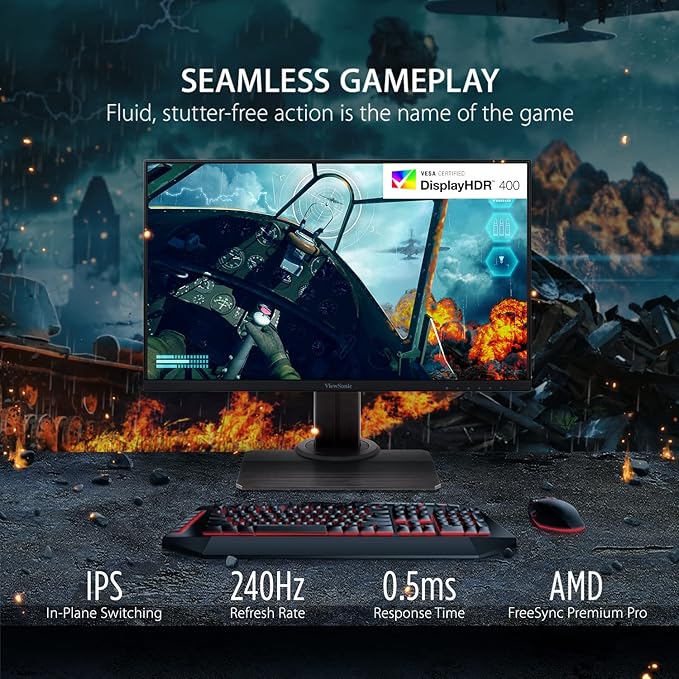 SEAMLESS GAMEPLAY
Fluid, stutter-free action is the name of the game
VESA CERTIFIED
DisplayHDR™ 400
ViewSonic
IPS
In-Plane Switching
240Hz
Refresh Rate
0.5ms
Response Time
AMD
FreeSync Premium Pro